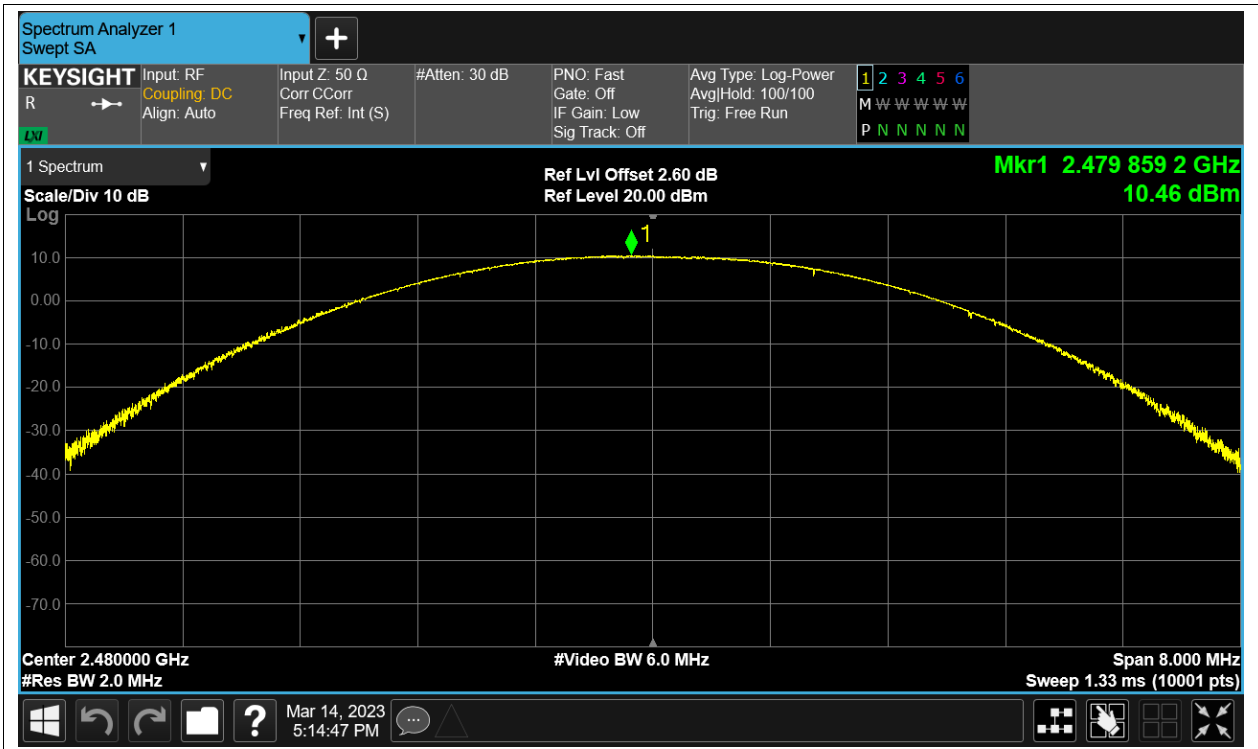 Spectrum Analyzer 1
Swept SA
KEYSIGHT
R
LXI
Input: RF
Coupling: DC
Align: Auto
Input Z: 50 Ω
Corr CCorr
Freq Ref: Int (S)
#Atten: 30 dB
PNO: Fast
Gate: Off
IF Gain: Low
Sig Track: Off
Avg Type: Log-Power
Avg|Hold: 100/100
Trig: Free Run
1 2 3 4 5 6
M W W W W W
P N N N N N
1 Spectrum
Scale/Div 10 dB
Ref Lvl Offset 2.60 dB
Ref Level 20.00 dBm
Mkr1 2.479 859 2 GHz
10.46 dBm
Log
1
10.0
0.00
-10.0
-20.0
-30.0
-40.0
-50.0
-60.0
-70.0
Center 2.480000 GHz
#Video BW 6.0 MHz
Span 8.000 MHz
#Res BW 2.0 MHz
Sweep 1.33 ms (10001 pts)
?
Mar 14, 2023
5:14:47 PM